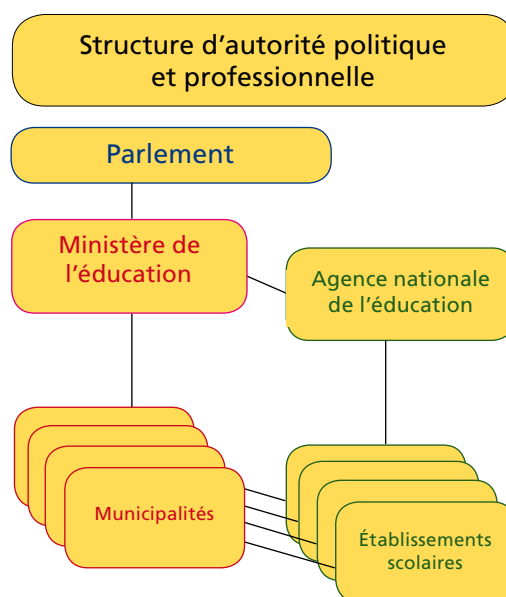 Structure d’autorité politique
et professionnelle
Parlement
Ministère de
l’éducation
Agence nationale
de l’éducation
Municipalités
Établissements
scolaires